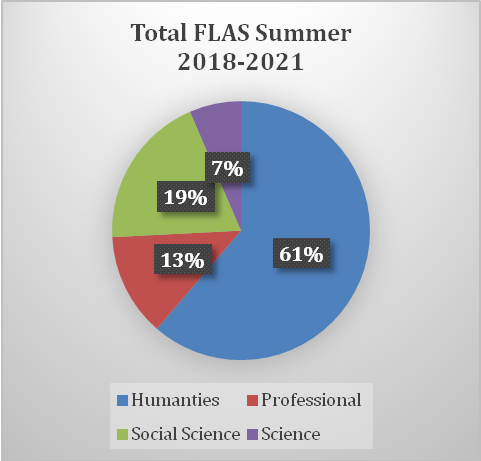 Total FLAS Summer
2018-2021
7%
19%
13%
61%
Humanties
Professional
Social Science
Science